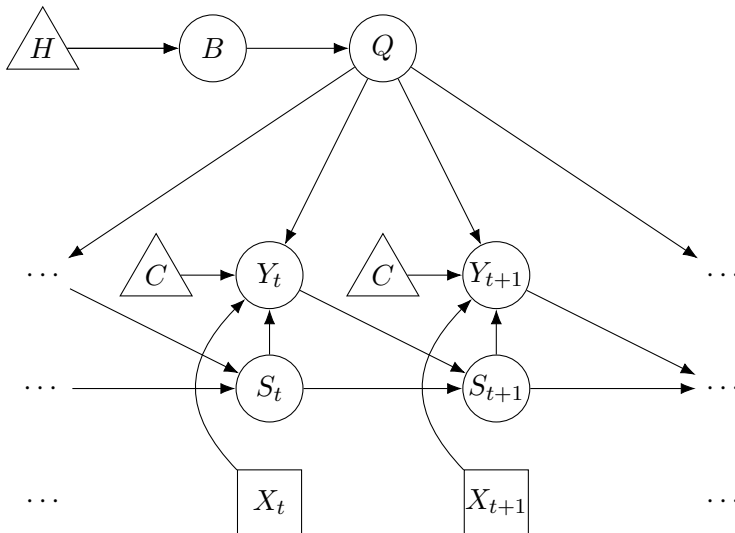 H B Q
... C Y_t C Y_{t+1} ...
... S_t S_{t+1} ...
... X_t X_{t+1} ...